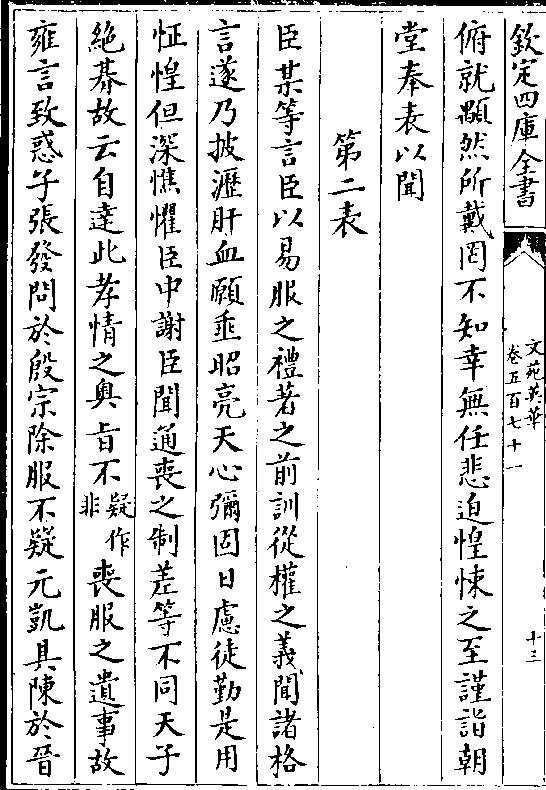 欽定四庫全書
文苑英華
卷五百七十一
十三
俯就顒然所戴罔不知幸無任悲迫惶悚之至謹詣朝
堂奉表以聞
第二表
臣某等言臣以易服之禮著之前訓從權之義聞諸格
言遂乃披瀝肝血願垂昭亮天心彌固日慮徒勤是用
怔惶但深憔懼臣中謝臣聞通喪之制差等不同天子
絶朞故云自達此孝情之奥旨不疑作非喪服之遺事故
雍言致惑子張發問於殷宗除服不疑元凱具陳於晉